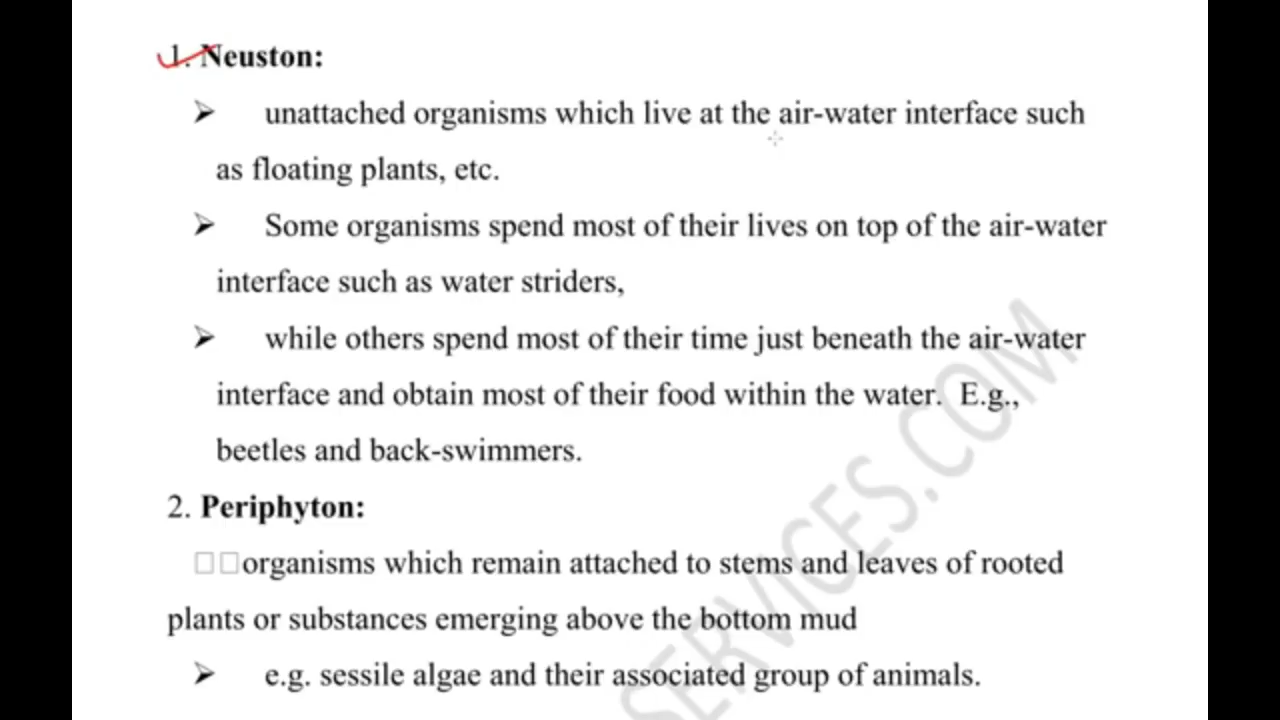 1. Neuston:
➢ unattached organisms which live at the air-water interface such
as floating plants, etc.
➢ Some organisms spend most of their lives on top of the air-water
interface such as water striders,
➢ while others spend most of their time just beneath the air-water
interface and obtain most of their food within the water. E.g.,
beetles and back-swimmers.
2. Periphyton:
□□organisms which remain attached to stems and leaves of rooted
plants or substances emerging above the bottom mud
➢ e.g. sessile algae and their associated group of animals.
SERVICES.COM